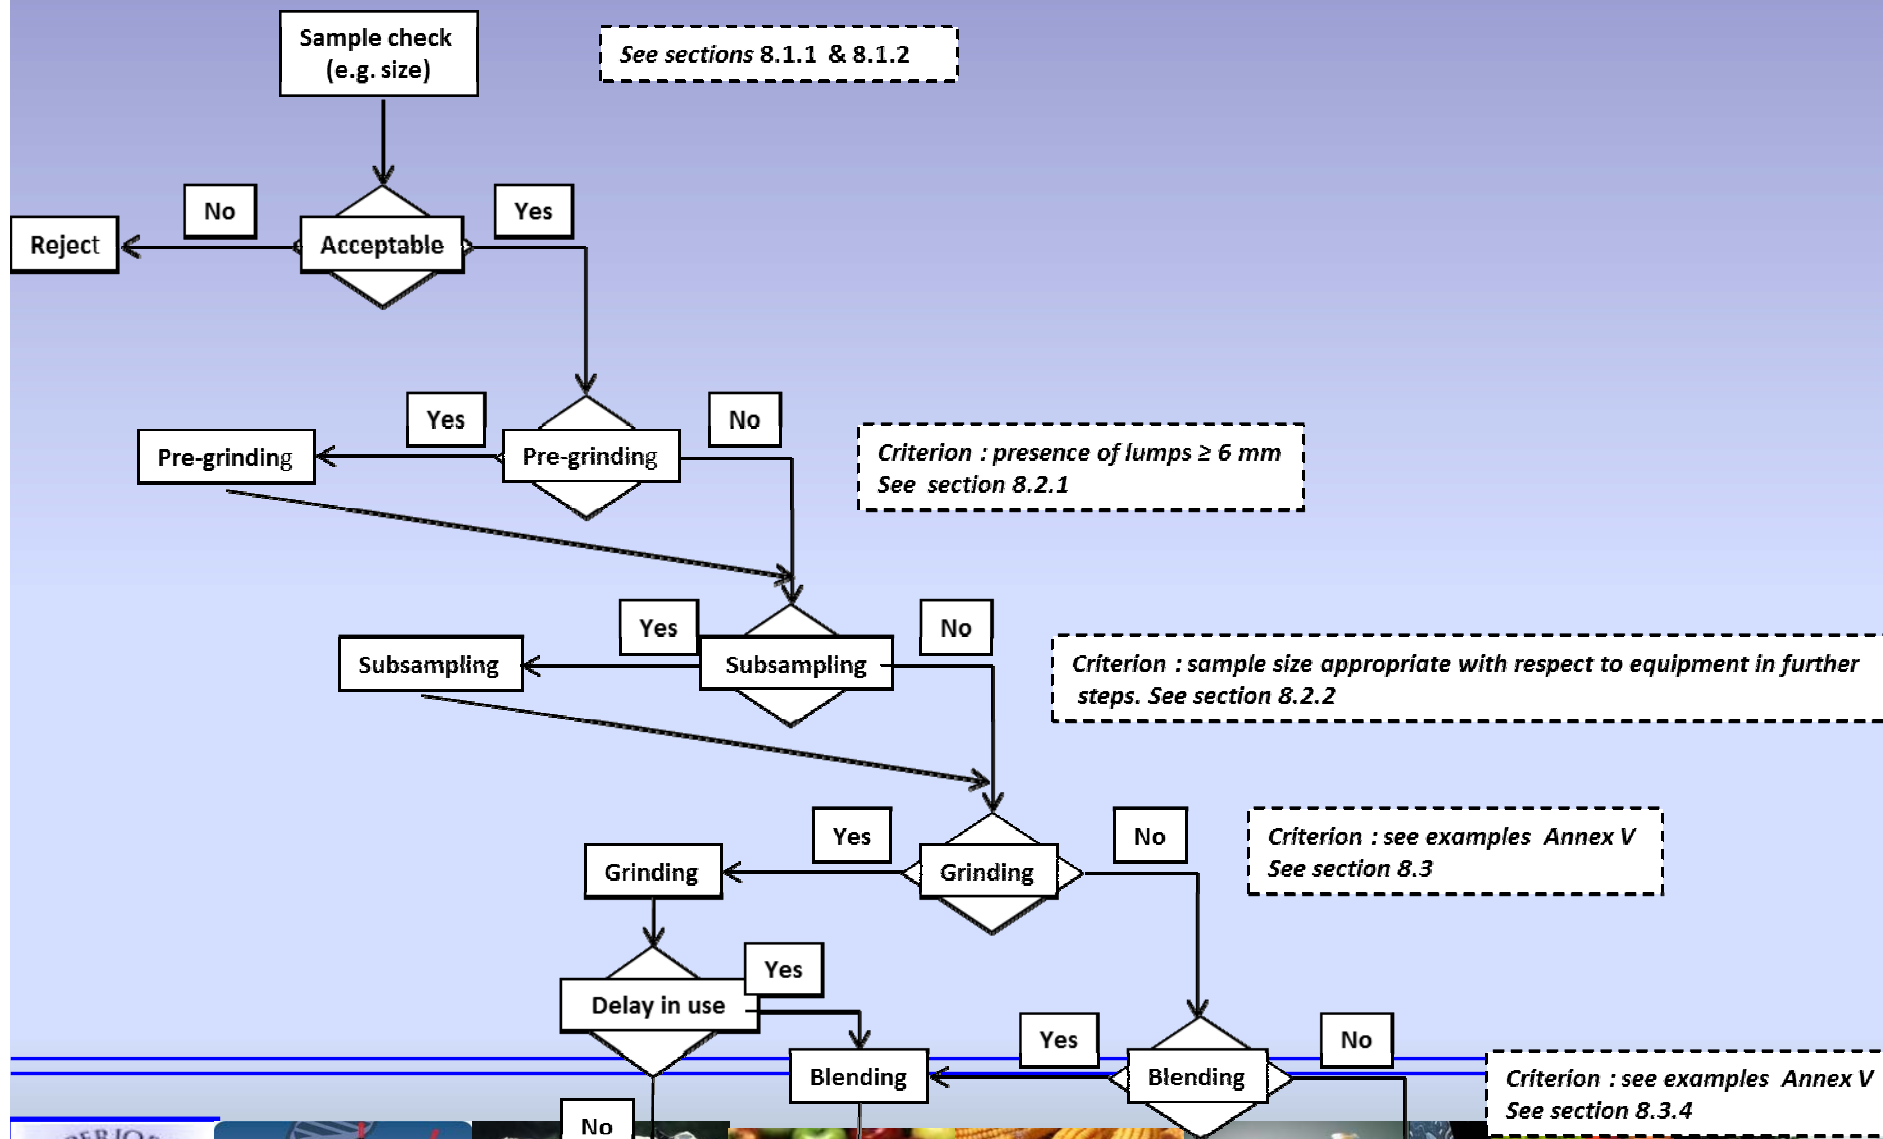 Sample check
(e.g. size)
See sections 8.1.1 & 8.1.2
No
Yes
Reject
Acceptable
Yes
No
Pre-grinding
Pre-grinding
Criterion : presence of lumps ≥ 6 mm
See section 8.2.1
Yes
No
Subsampling
Subsampling
Criterion : sample size appropriate with respect to equipment in further
steps. See section 8.2.2
Yes
No
Grinding
Grinding
Criterion : see examples Annex V
See section 8.3
Yes
Delay in use
Yes
No
Blending
Blending
Criterion : see examples Annex V
See section 8.3.4
No